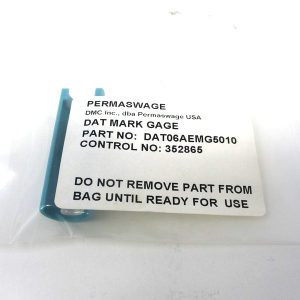 PERMASWAGE
DMC Inc., dba Permaswage USA
DAT MARK GAGE
PART NO: DAT06AEMG5010
CONTROL NO: 352865
DO NOT REMOVE PART FROM
BAG UNTIL READY FOR USE